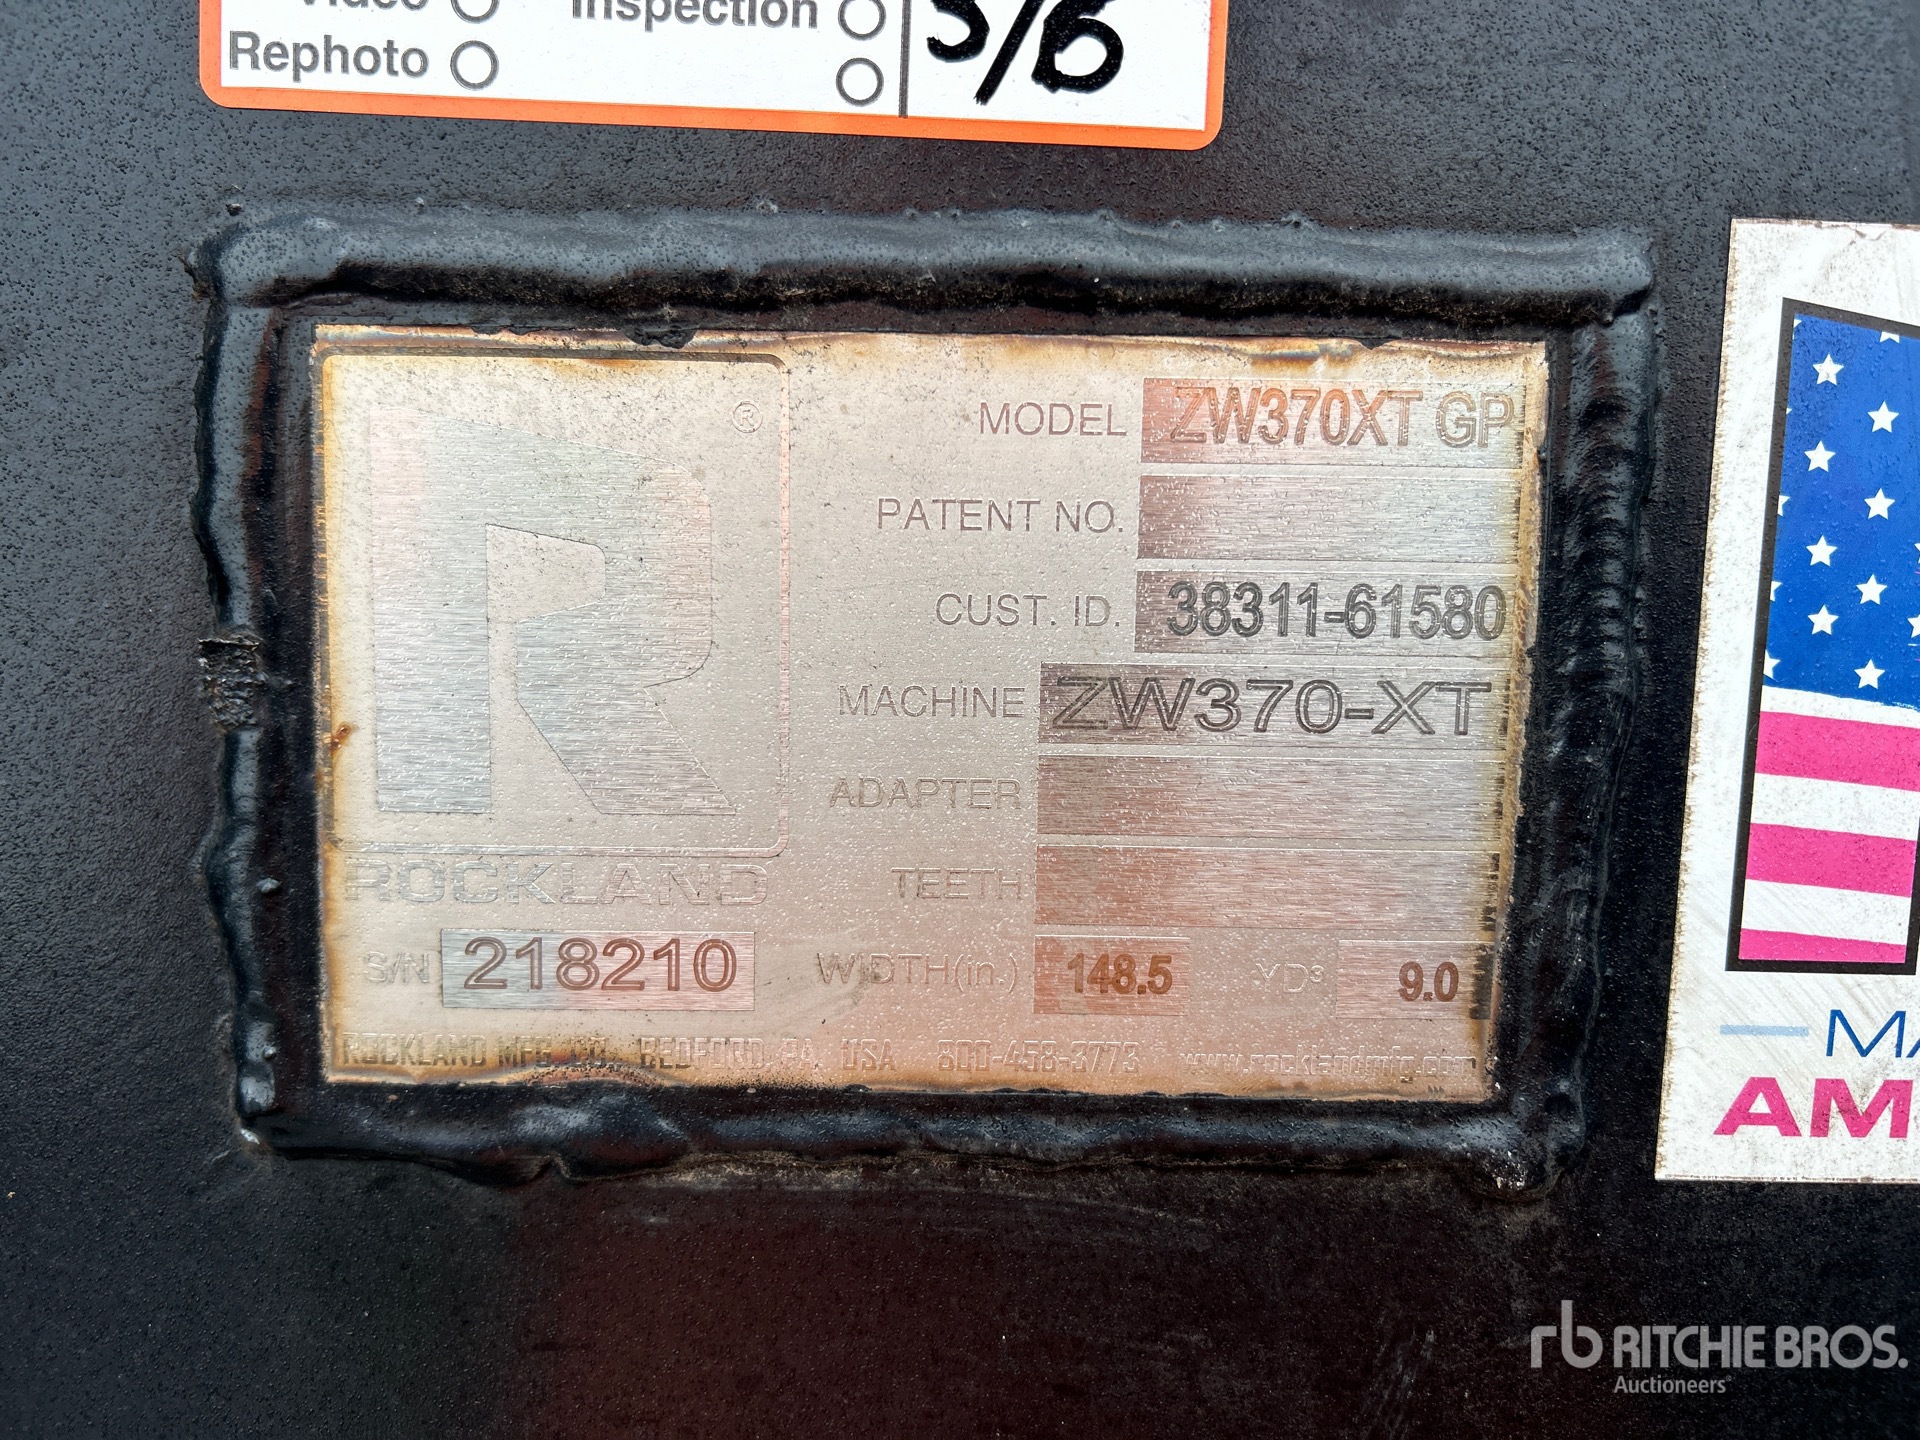 Video Inspection
Rephoto
MODEL ZW370XT GP
PATENT NO.
CUST. ID. 38311-61580
MACHINE ZW370-XT
ADAPTER
TEETH
R ®
ROCKLAND
S/N 218210 WIDTH(in.) 148.5 YD³ 9.0
ROCKLAND MFG. CO., BEDFORD, PA, USA 800-458-3773 www.rocklandmfg.com
MA
AM
rb RITCHIE BROS.
Auctioneers